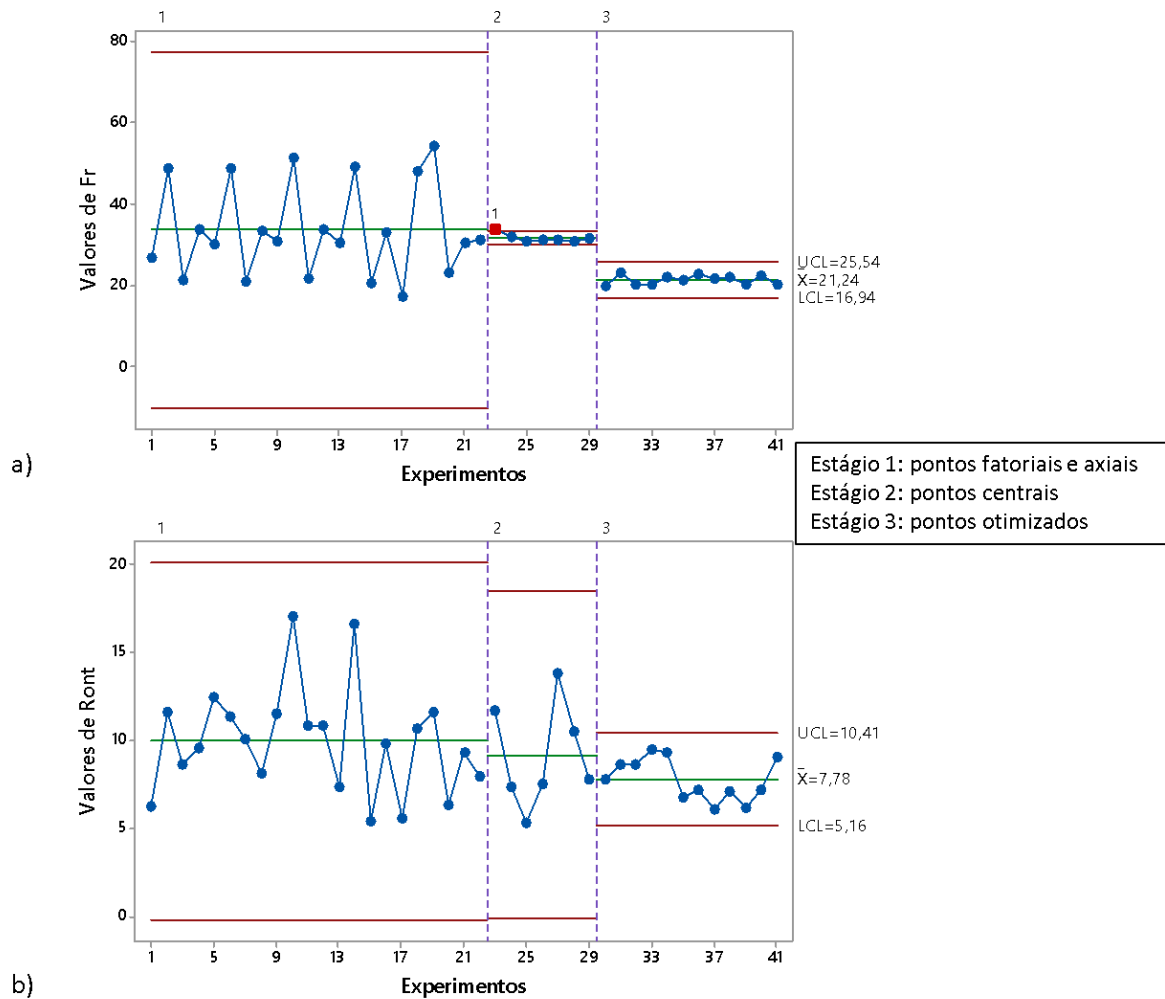 1 2 3
80
60
40
20
0
Valores de Fr
1
UCL=25,54
X̄=21,24
LCL=16,94
1 5 9 13 17 21 25 29 33 37 41
Experimentos
a)
Estágio 1: pontos fatoriais e axiais
Estágio 2: pontos centrais
Estágio 3: pontos otimizados
1 2 3
20
15
10
5
0
Valores de Ront
UCL=10,41
X̄=7,78
LCL=5,16
1 5 9 13 17 21 25 29 33 37 41
Experimentos
b)